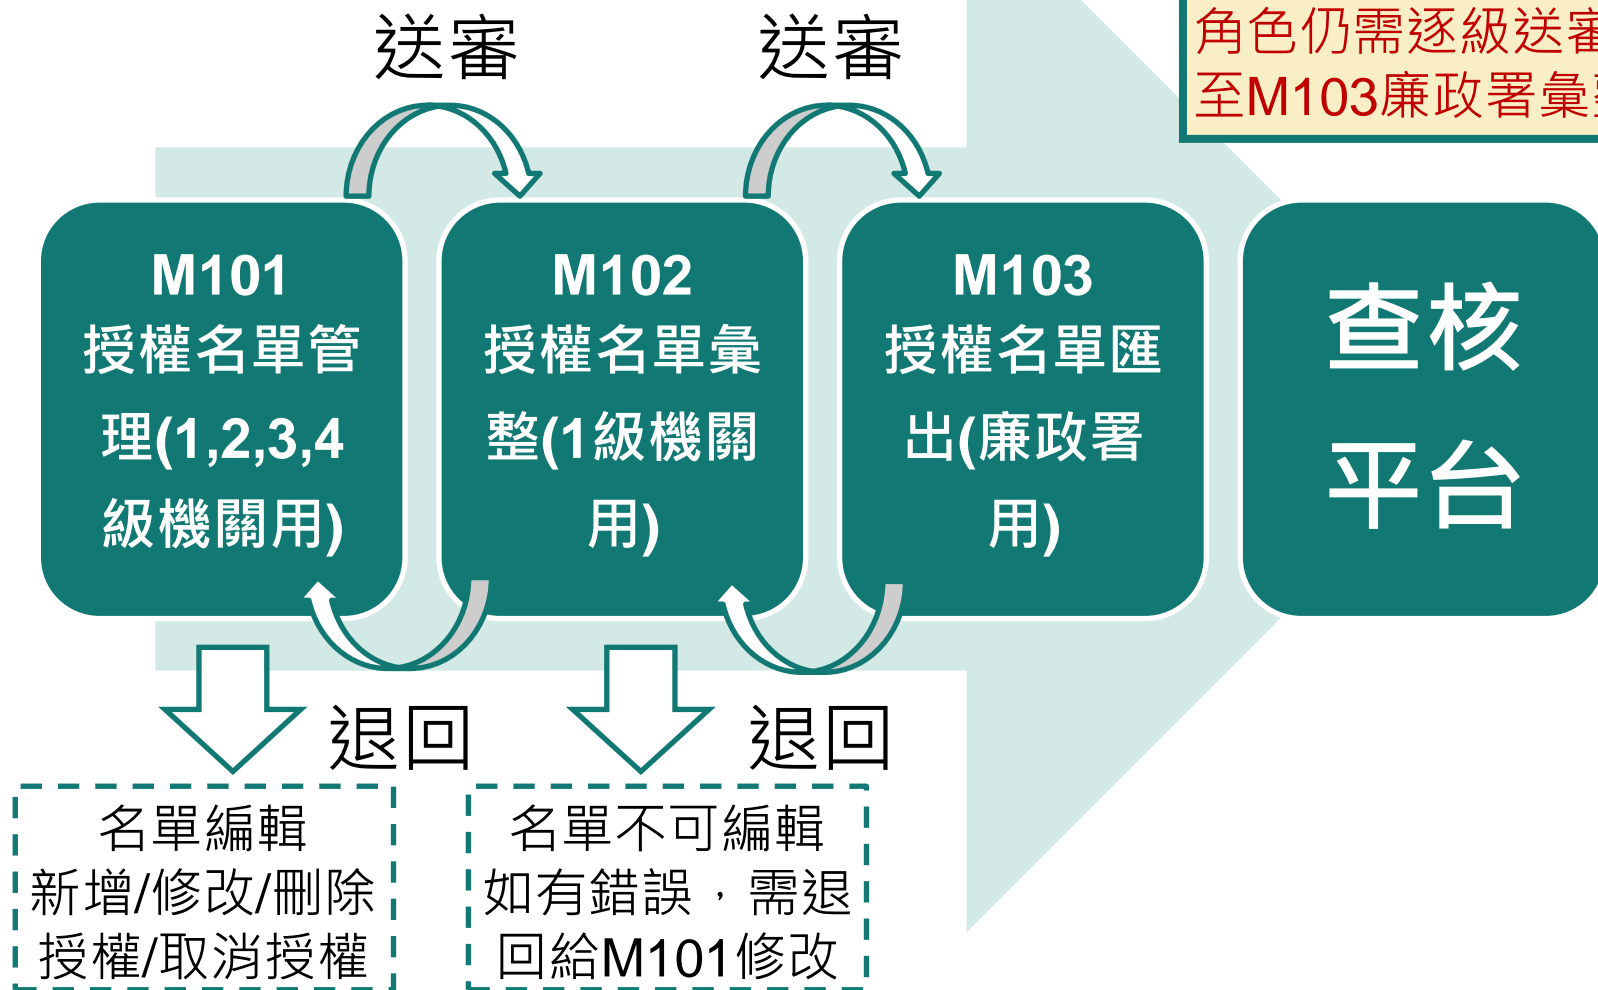 送審
送審
角色仍需逐級送審
至M103廉政署彙整
M101
授權名單管
理(1,2,3,4
級機關用)
M102
授權名單彙
整(1級機關
用)
M103
授權名單匯
出(廉政署
用)
查核
平台
退回
退回
名單編輯
新增/修改/刪除
授權/取消授權
名單不可編輯
如有錯誤，需退
回給M101修改